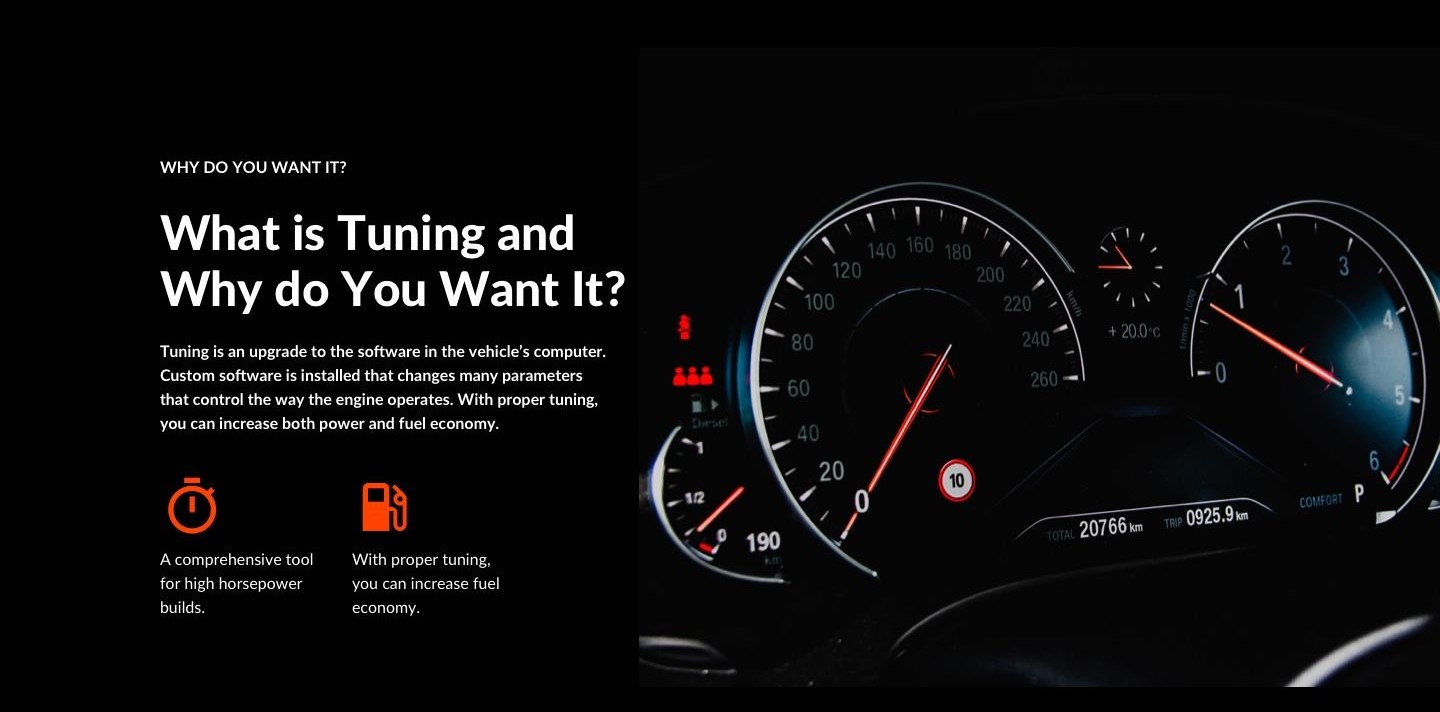 WHY DO YOU WANT IT?
What is Tuning and
Why do You Want It?
Tuning is an upgrade to the software in the vehicle’s computer.
Custom software is installed that changes many parameters
that control the way the engine operates. With proper tuning,
you can increase both power and fuel economy.
A comprehensive tool
for high horsepower
builds.
With proper tuning,
you can increase fuel
economy.
Diesel
1
1/2
0
190
km
0
20
40
60
80
100
120
140
160
180
200
220
240
260
km/h
10
+ 20.0°C
1/min x 1000
0
1
2
3
4
5
6
COMFORT P
TOTAL 20766 km TRIP 0925.9 km